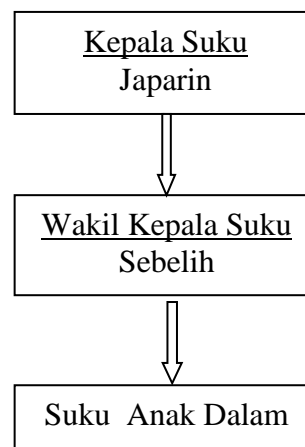 Kepala Suku
Japarin
Wakil Kepala Suku
Sebelih
Suku Anak Dalam